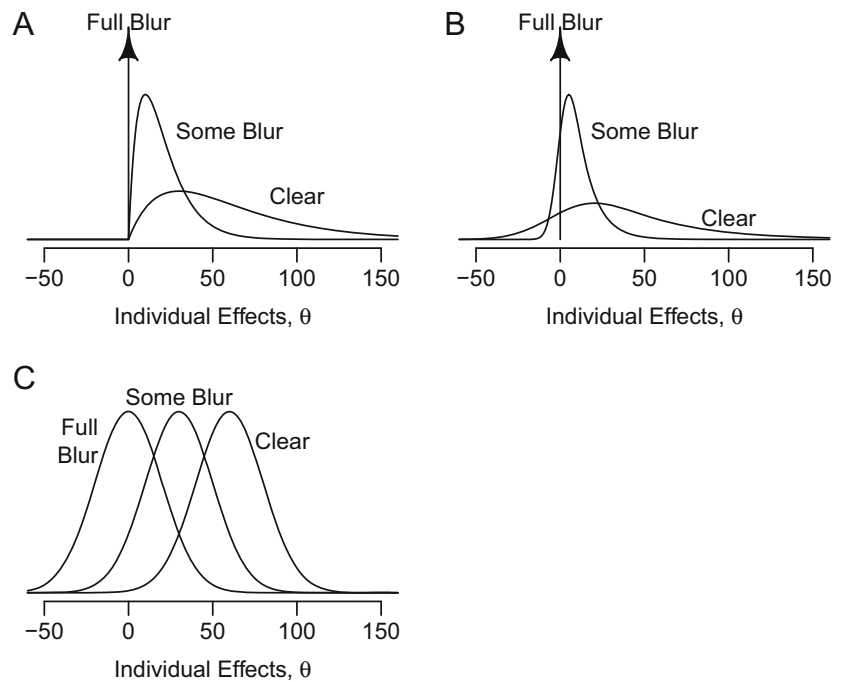 A
Full Blur
Some Blur
Clear
−50 0 50 100 150
Individual Effects, θ
B
Full Blur
Some Blur
Clear
−50 0 50 100 150
Individual Effects, θ
C
Some Blur
Full
Blur
Clear
−50 0 50 100 150
Individual Effects, θ